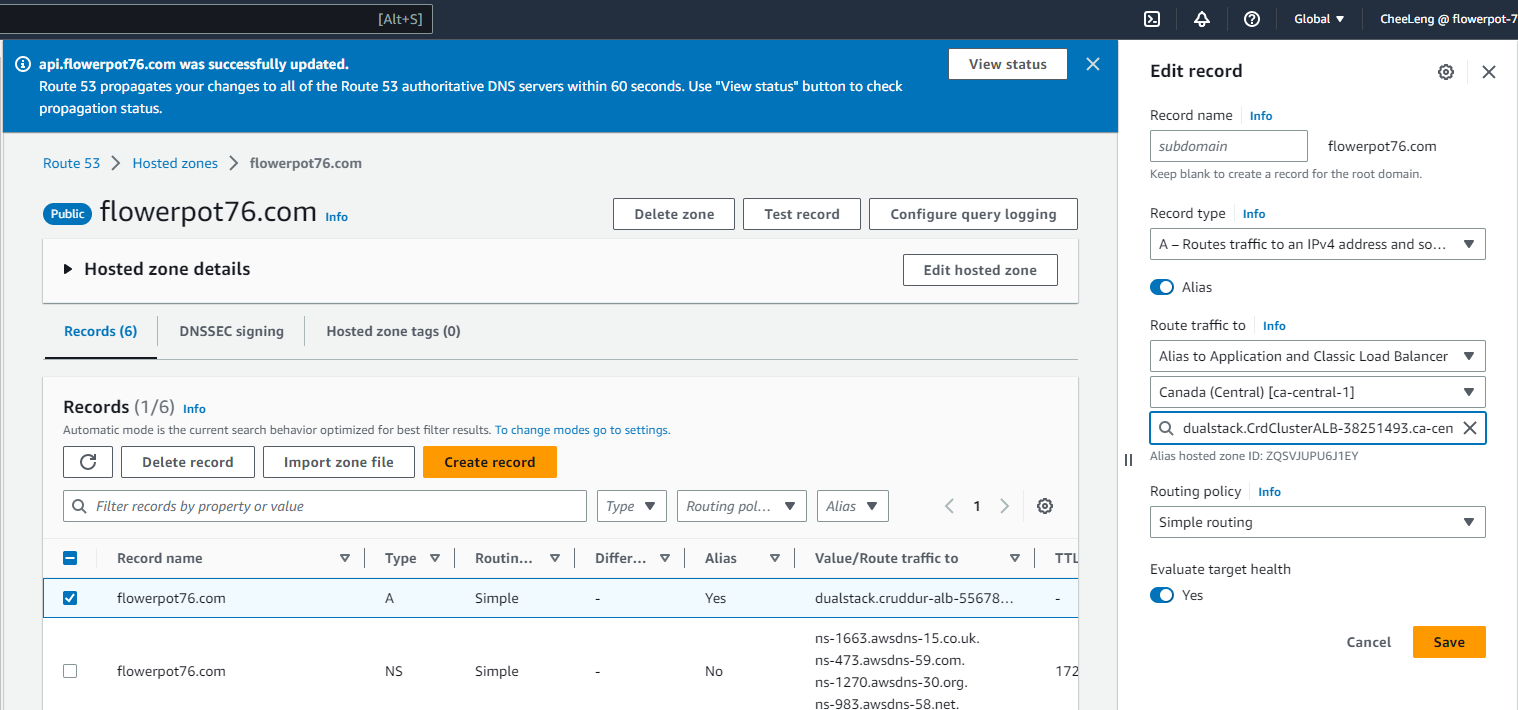 [Alt+S]
Global
CheeLeng @ flowerpot-7
api.flowerpot76.com was successfully updated.
Route 53 propagates your changes to all of the Route 53 authoritative DNS servers within 60 seconds. Use "View status" button to check
propagation status.
View status
Route 53
Hosted zones
flowerpot76.com
Public
flowerpot76.com
Info
Delete zone
Test record
Configure query logging
Hosted zone details
Edit hosted zone
Records (6)
DNSSEC signing
Hosted zone tags (0)
Records (1/6)
Info
Automatic mode is the current search behavior optimized for best filter results. To change modes go to settings.
Delete record
Import zone file
Create record
Filter records by property or value
Type
Routing pol...
Alias
1
Record name
Type
Routin...
Differ...
Alias
Value/Route traffic to
TTL
flowerpot76.com
A
Simple
-
Yes
dualstack.cruddur-alb-55678...
-
flowerpot76.com
NS
Simple
-
No
ns-1663.awsdns-15.co.uk.
ns-473.awsdns-59.com.
ns-1270.awsdns-30.org.
ns-983.awsdns-58.net.
172
Edit record
Record name
Info
subdomain
flowerpot76.com
Keep blank to create a record for the root domain.
Record type
Info
A – Routes traffic to an IPv4 address and so...
Alias
Route traffic to
Info
Alias to Application and Classic Load Balancer
Canada (Central) [ca-central-1]
dualstack.CrdClusterALB-38251493.ca-cen
Alias hosted zone ID: ZQSVJUPU6J1EY
Routing policy
Info
Simple routing
Evaluate target health
Yes
Cancel
Save